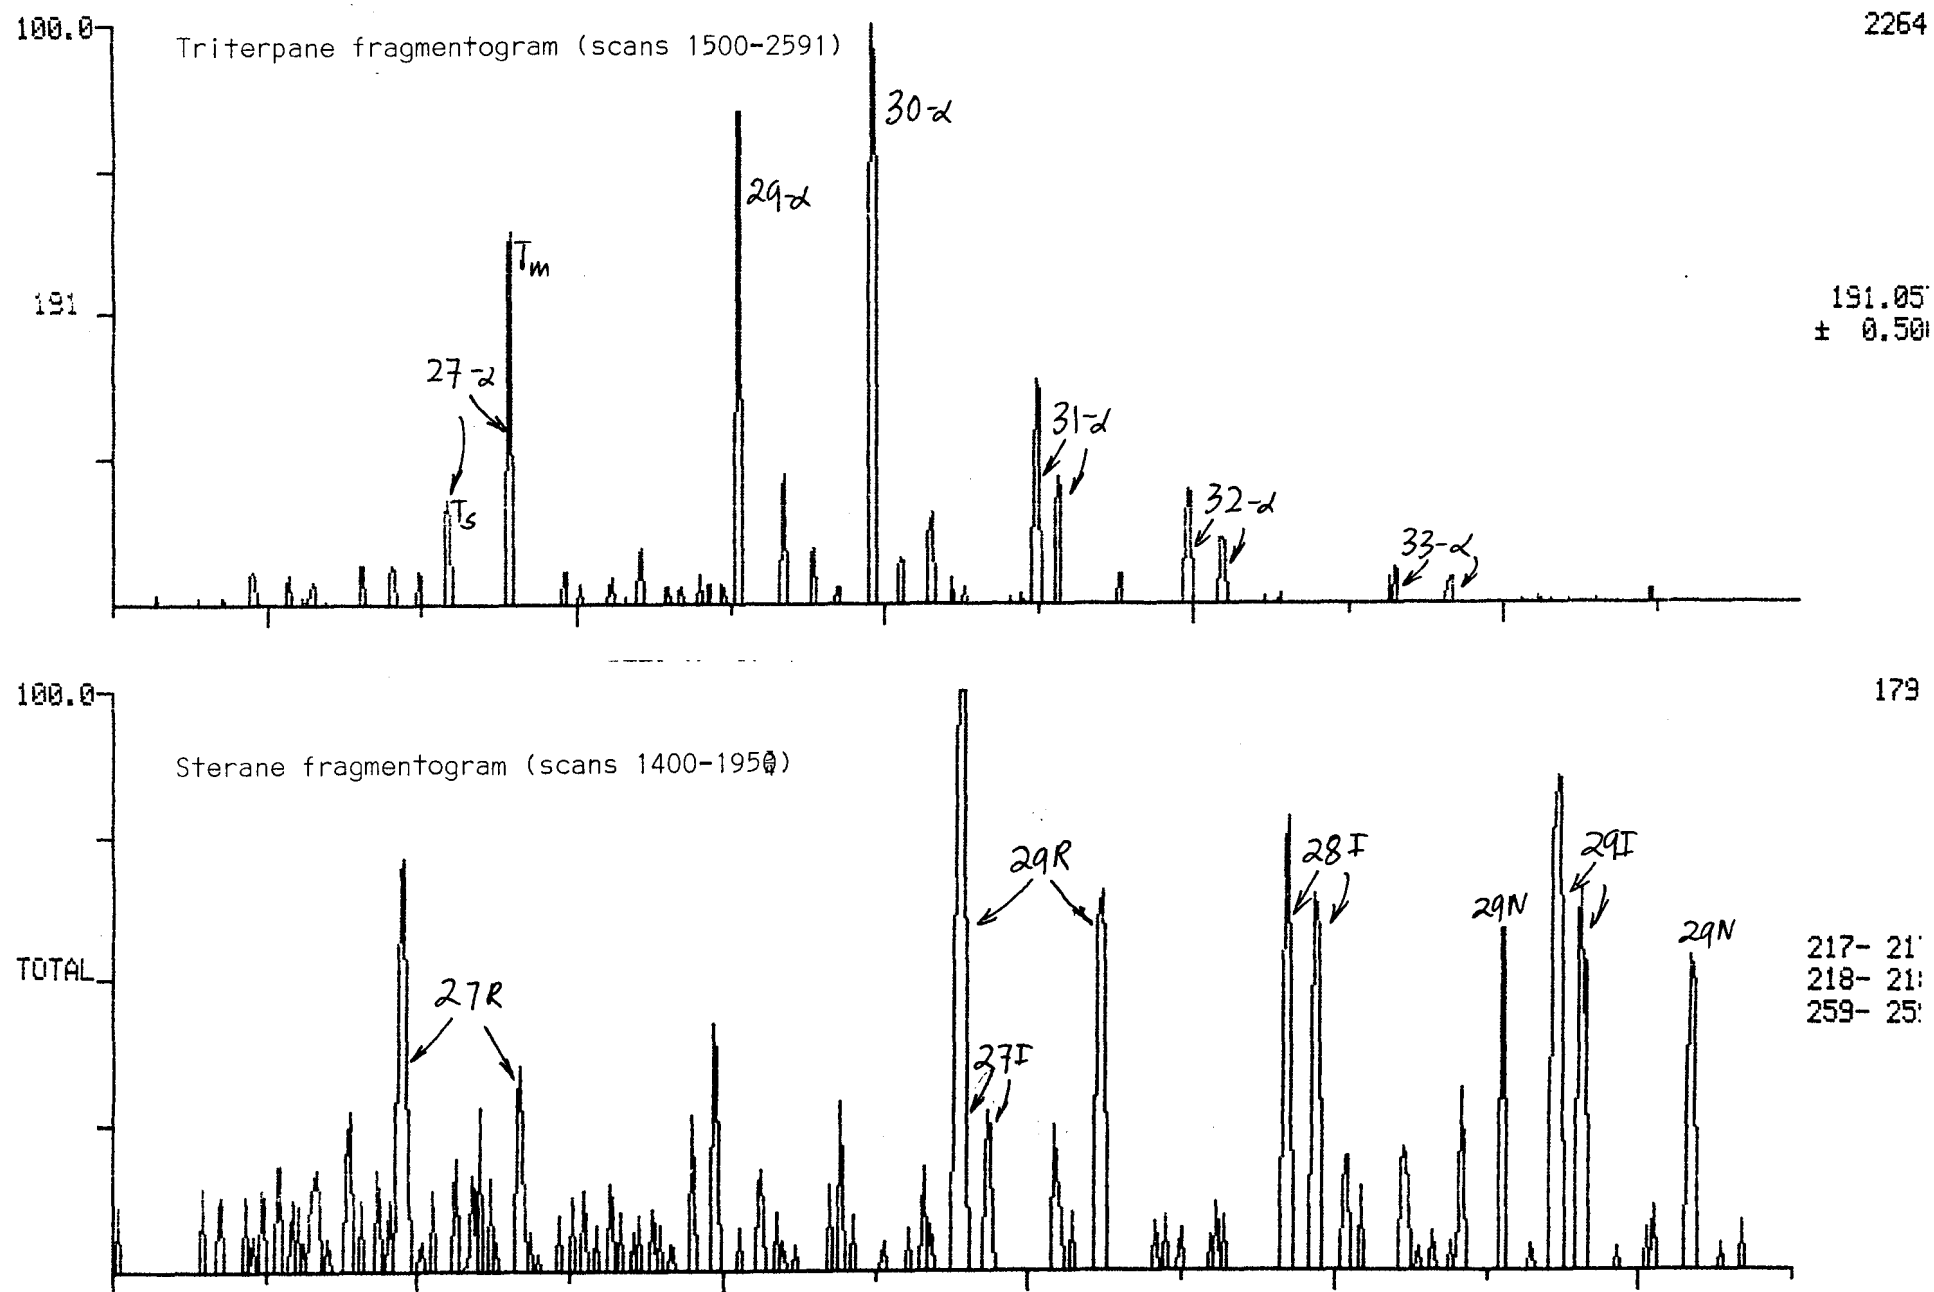 100.0
Triterpane fragmentogram (scans 1500-2591)
2264
30-α
29-α
Tm
191
191.05
± 0.50
27-α
31-α
Ts
32-α
33-α
100.0
179
Sterane fragmentogram (scans 1400-1950)
29R
28I
29I
29N
29N
TOTAL
217- 21
218- 21
259- 25
27R
27I